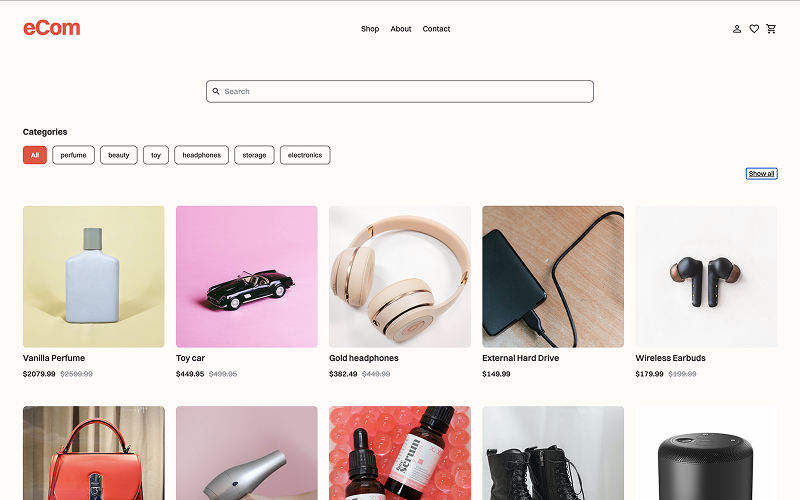 eCom
Shop About Contact
Search
Categories
All perfume beauty toy headphones storage electronics
Show all
Vanilla Perfume
$2079.99 $2599.99
Toy car
$449.95 $499.95
Gold headphones
$382.49 $449.99
External Hard Drive
$149.99
Wireless Earbuds
$179.99 $199.99
serum